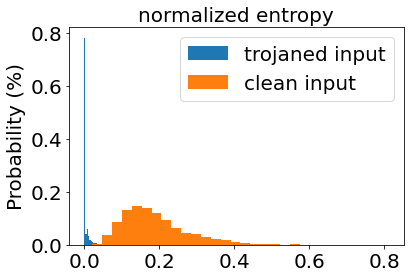 normalized entropy
trojaned input
clean input
Probability (%)
0.8
0.6
0.4
0.2
0.0
0.0 0.2 0.4 0.6 0.8